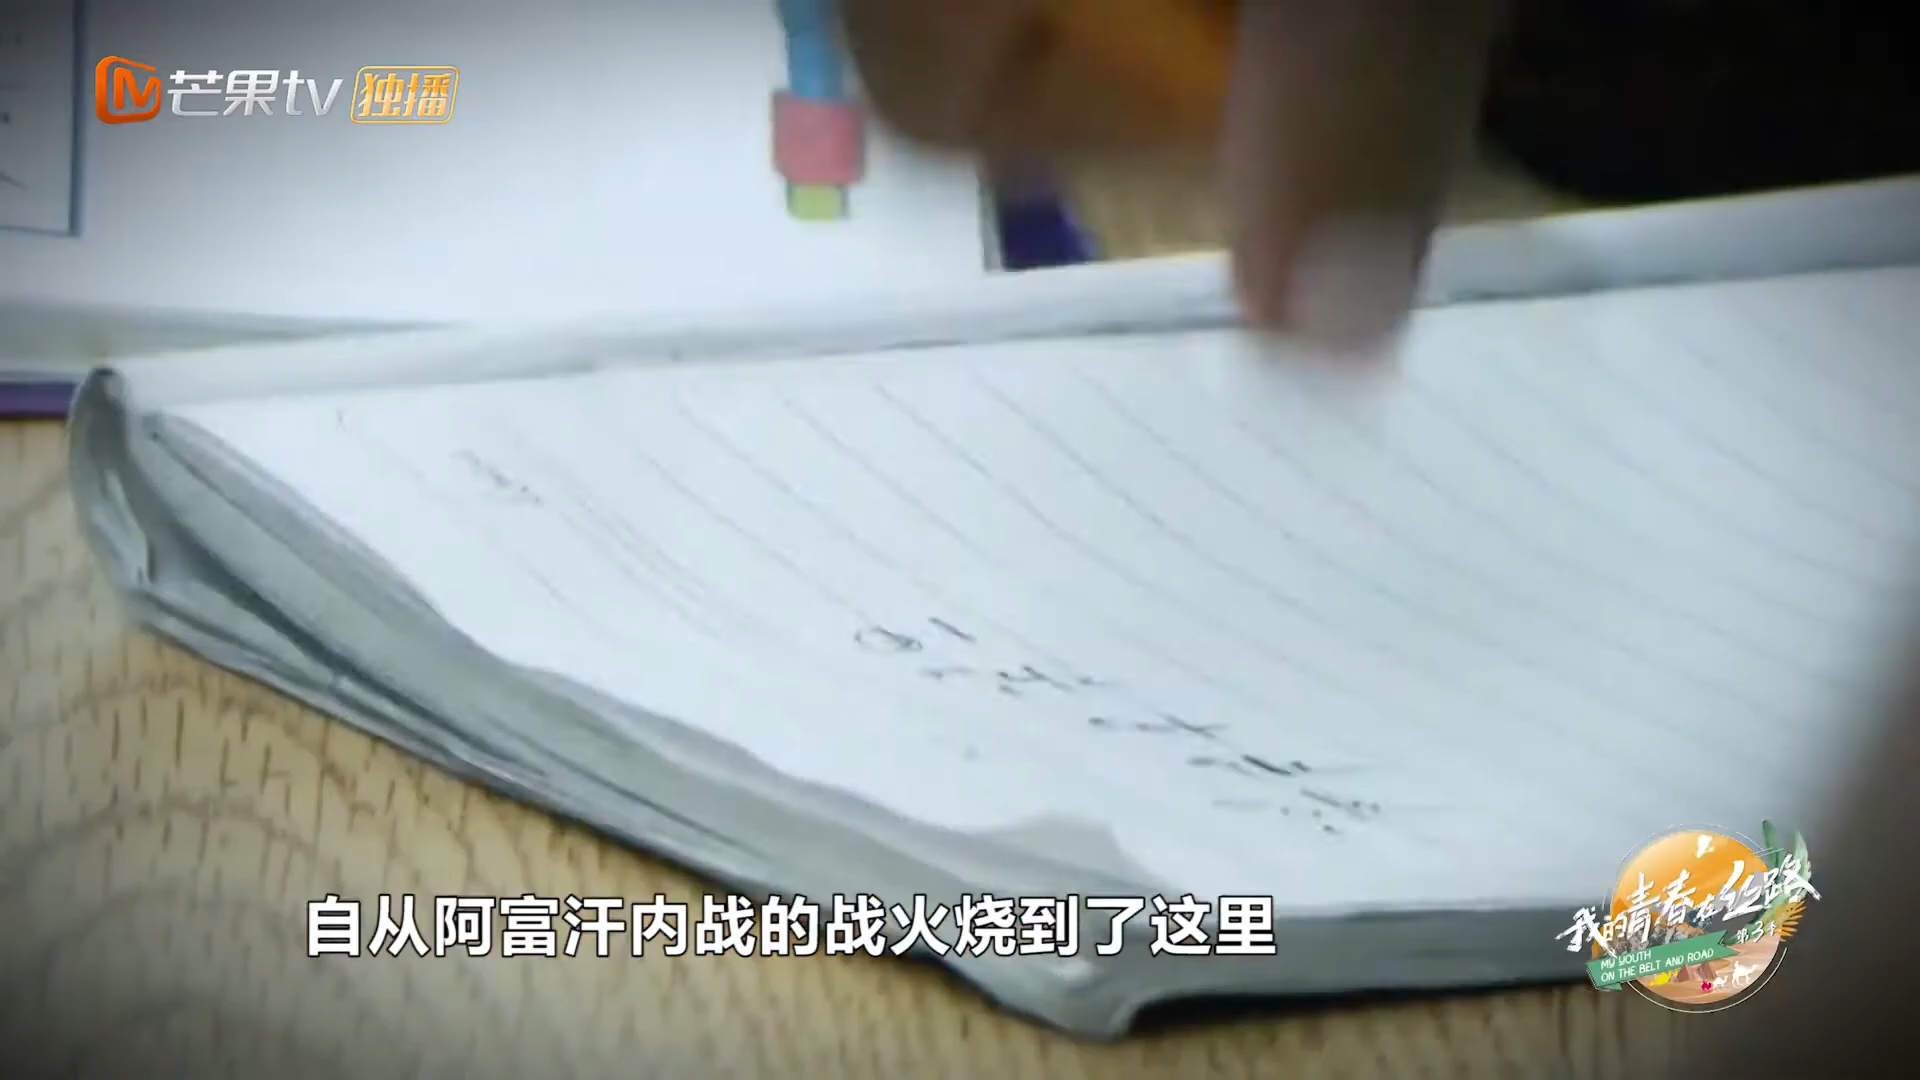 芒果tv 独播
自从阿富汗内战的战火烧到了这里
我的青春在丝路
第3季
MY YOUTH
ON THE BELT AND ROAD